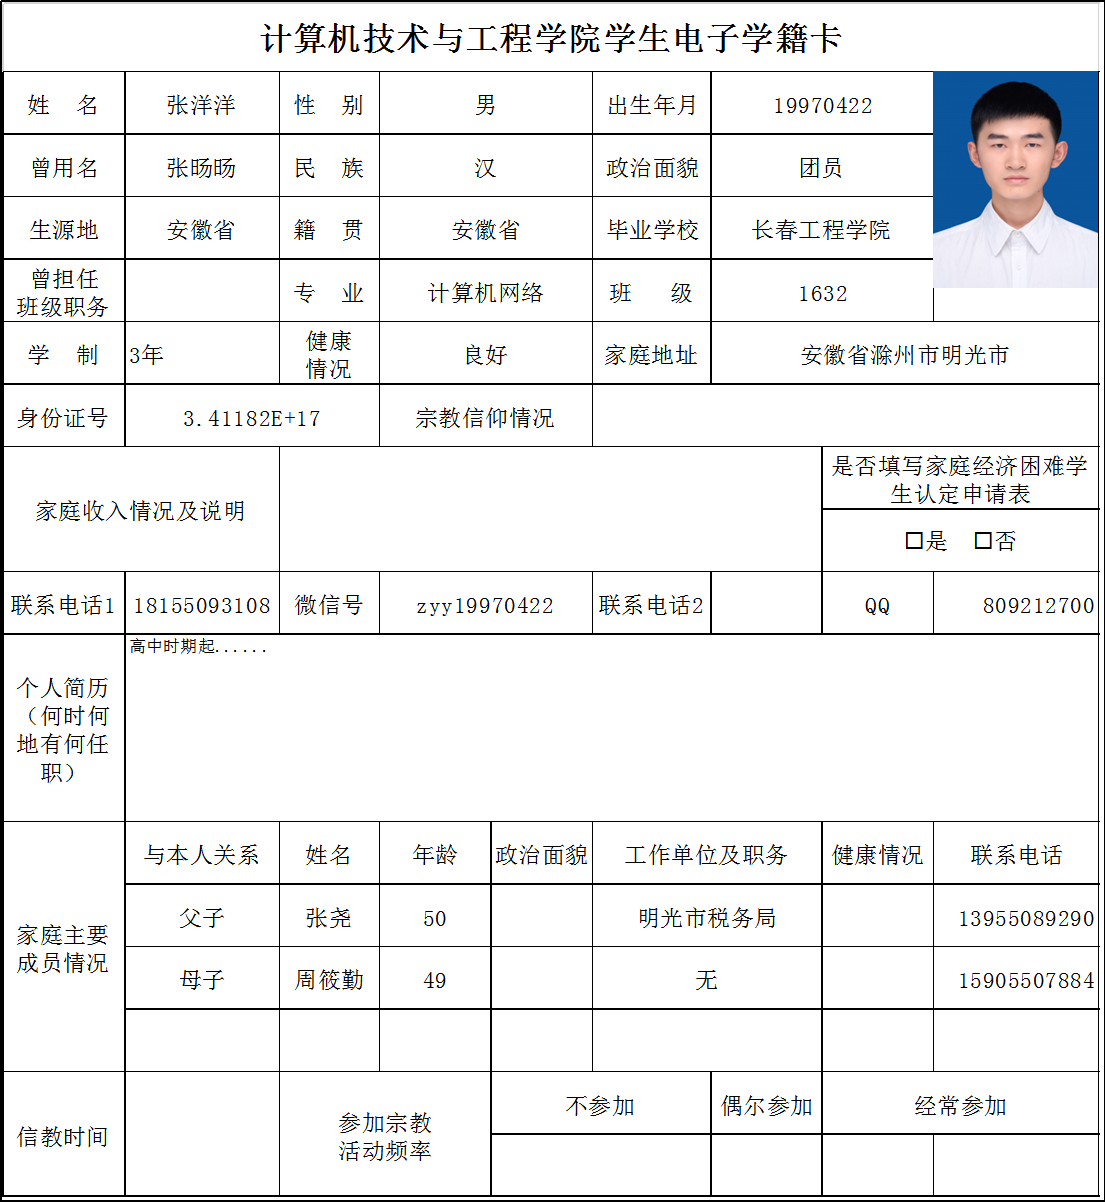 计算机技术与工程学院学生电子学籍卡
姓 名 张洋洋 性 别 男 出生年月 19970422
曾用名 张旸旸 民 族 汉 政治面貌 团员
生源地 安徽省 籍 贯 安徽省 毕业学校 长春工程学院
曾担任
班级职务 专 业 计算机网络 班 级 1632
学 制 3年 健康
情况 良好 家庭地址 安徽省滁州市明光市
身份证号 3.41182E+17 宗教信仰情况
家庭收入情况及说明 是否填写家庭经济困难学
生认定申请表
□是 □否
联系电话1 18155093108 微信号 zyy19970422 联系电话2 QQ 809212700
个人简历
（何时何
地有何任
职）
高中时期起......
家庭主要
成员情况
与本人关系 姓名 年龄 政治面貌 工作单位及职务 健康情况 联系电话
父子 张尧 50 明光市税务局 13955089290
母子 周筱勤 49 无 15905507884
信教时间 参加宗教
活动频率 不参加 偶尔参加 经常参加